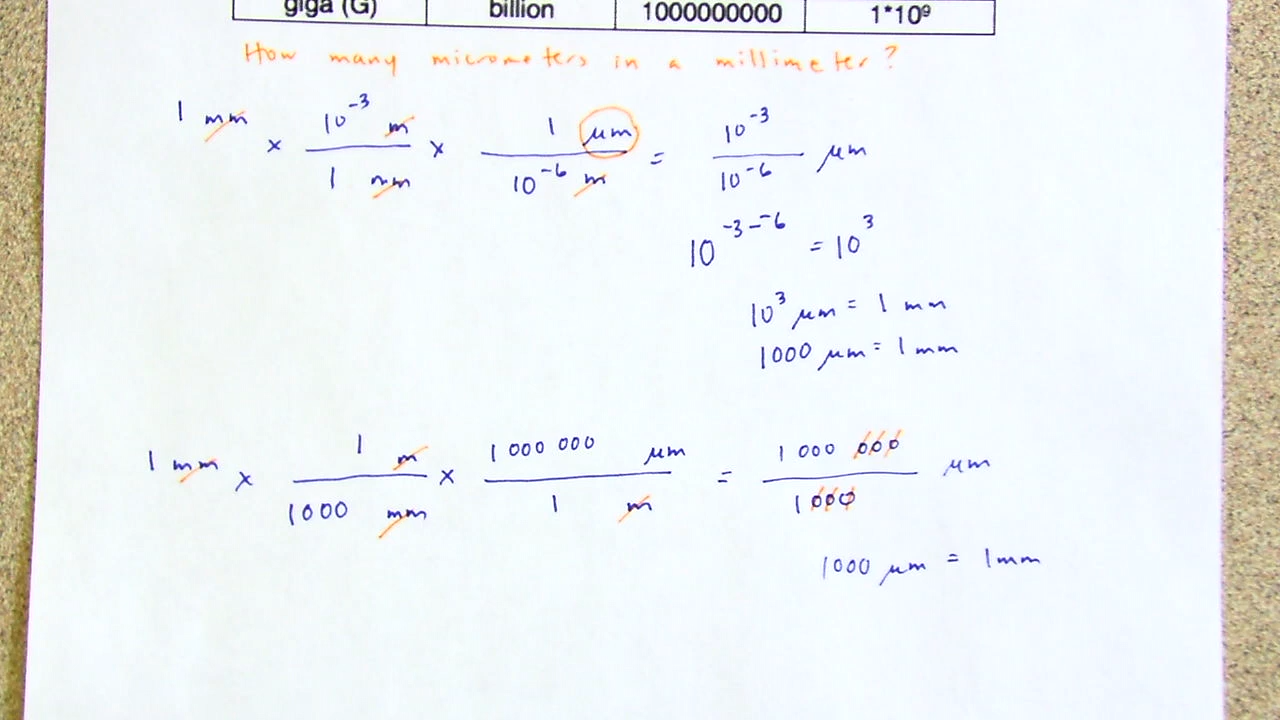 giga (G) billion 1000000000 1*10⁹
How many micrometers in a millimeter?
1 mm × 10⁻³ m / 1 mm × 1 μm / 10⁻⁶ m = 10⁻³ / 10⁻⁶ μm
10⁻³⁻⁻⁶ = 10³
10³ μm = 1 mm
1000 μm = 1 mm
1 mm × 1 m / 1000 mm × 1 000 000 μm / 1 m = 1 000 000 / 1000 μm
1000 μm = 1 mm